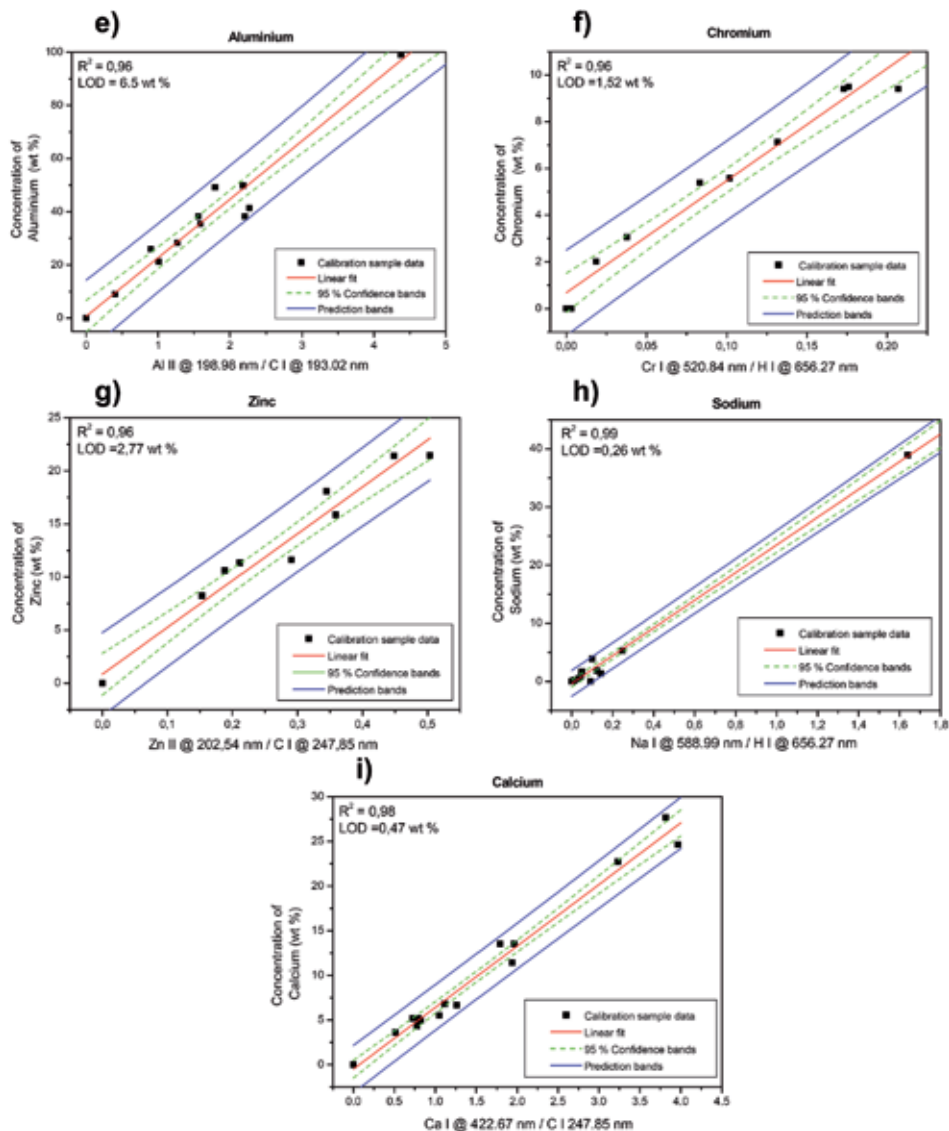 e)
Aluminium
R² = 0,96
LOD = 6.5 wt %
100
80
60
40
20
0
Concentration of
Aluminium (wt %)
Calibration sample data
Linear fit
95 % Confidence bands
Prediction bands
0 1 2 3 4 5
Al II @ 198.98 nm / C I @ 193.02 nm
f)
Chromium
R² = 0,96
LOD =1,52 wt %
10
8
6
4
2
0
Concentration of
Chromium (wt %)
Calibration sample data
Linear fit
95 % Confidence bands
Prediction bands
0,00 0,05 0,10 0,15 0,20
Cr I @ 520.84 nm / H I @ 656.27 nm
g)
Zinc
R² = 0,96
LOD =2,77 wt %
25
20
15
10
5
0
Concentration of
Zinc (wt %)
Calibration sample data
Linear fit
95 % Confidence bands
Prediction bands
0,0 0,1 0,2 0,3 0,4 0,5
Zn II @ 202,54 nm / C I @ 247,85 nm
h)
Sodium
R² = 0,99
LOD =0,26 wt %
40
30
20
10
0
Concentration of
Sodium (wt %)
Calibration sample data
Linear fit
95 % Confidence bands
Prediction bands
0,0 0,2 0,4 0,6 0,8 1,0 1,2 1,4 1,6 1,8
Na I @ 588.99 nm / H I @ 656.27 nm
i)
Calcium
R² = 0,98
LOD =0,47 wt %
30
25
20
15
10
5
0
Concentration of
Calcium (wt %)
Calibration sample data
Linear fit
95 % Confidence bands
Prediction bands
0.0 0.5 1.0 1.5 2.0 2.5 3.0 3.5 4.0 4.5
Ca I @ 422.67 nm / C I 247.85 nm